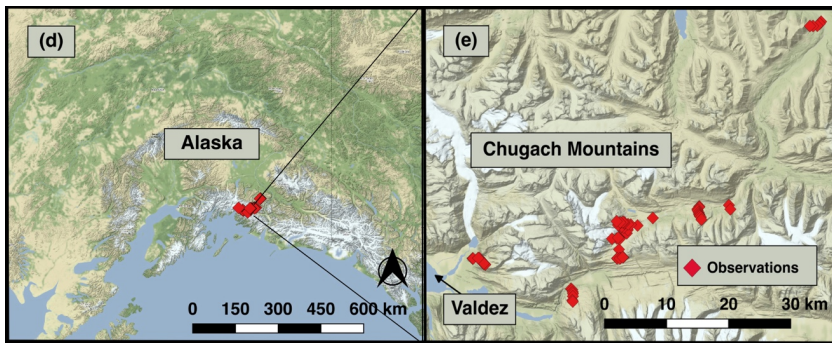 (d)
Alaska
0 150 300 450 600 km
(e)
Chugach Mountains
Observations
Valdez
0 10 20 30 km